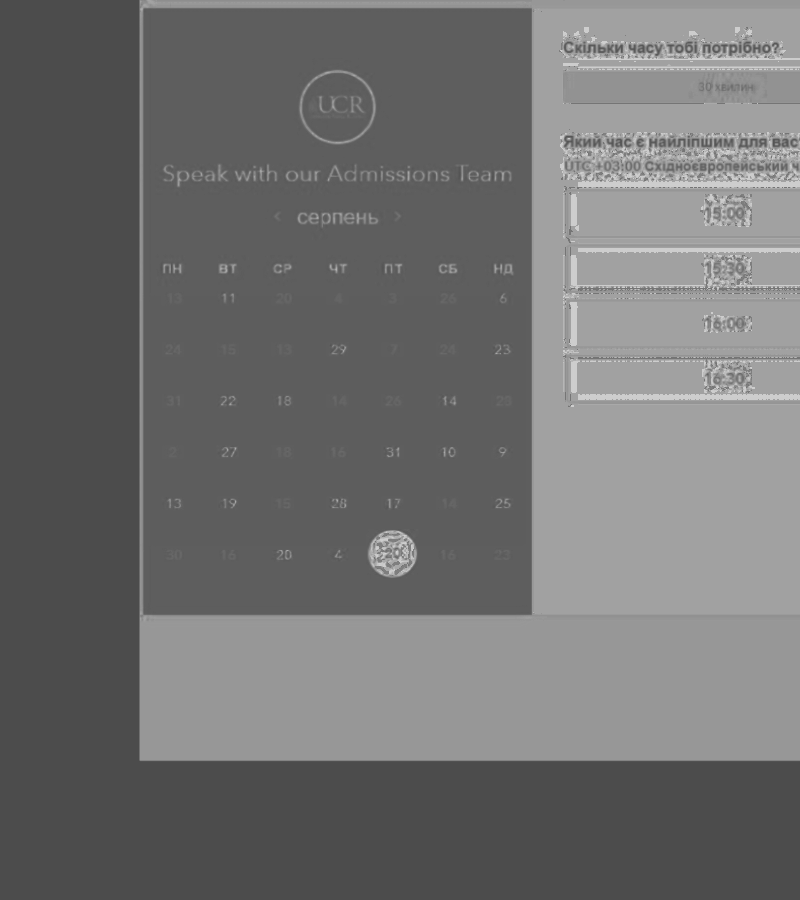 UCR
Speak with our Admissions Team
< серпень >
ПН ВТ СР ЧТ ПТ СБ НД
13 11 20 4 3 26 6
24 15 13 29 7 24 23
31 22 18 14 26 14 23
2 27 18 16 31 10 9
13 19 15 28 17 14 25
30 16 20 4 16 23
Скільки часу тобі потрібно?
30 хвилин
Який час є найліпшим для вас
UTC +03:00 Східноєвропейський ч
15:00
15:30
16:00
16:30